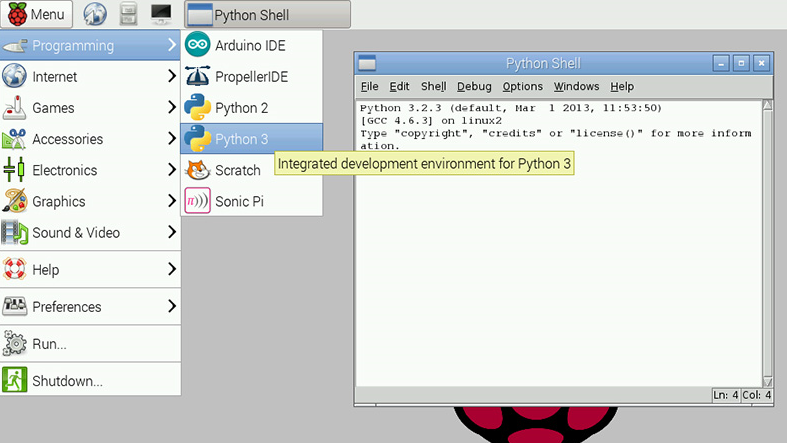 Menu
Python Shell
Programming
Internet
Games
Accessories
Electronics
Graphics
Sound & Video
Help
Preferences
Run...
Shutdown...
Arduino IDE
PropellerIDE
Python 2
Python 3
Scratch
Sonic Pi
Integrated development environment for Python 3
Python Shell
File Edit Shell Debug Options Windows Help
Python 3.2.3 (default, Mar  1 2013, 11:53:50)
[GCC 4.6.3] on linux2
Type "copyright", "credits" or "license()" for more inform
ation.
Ln: 4 Col: 4